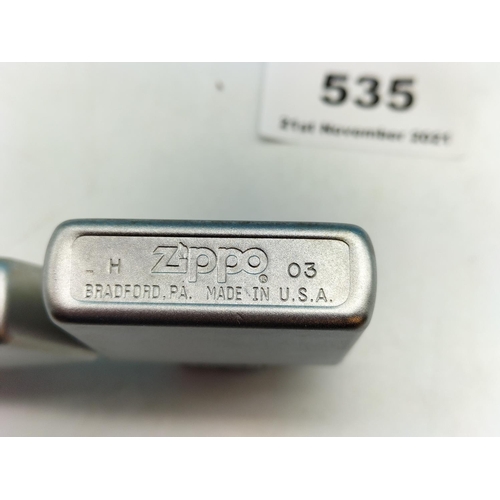 535
21st November 2021
_ H Zippo ® 03
BRADFORD, PA. MADE IN U.S.A.